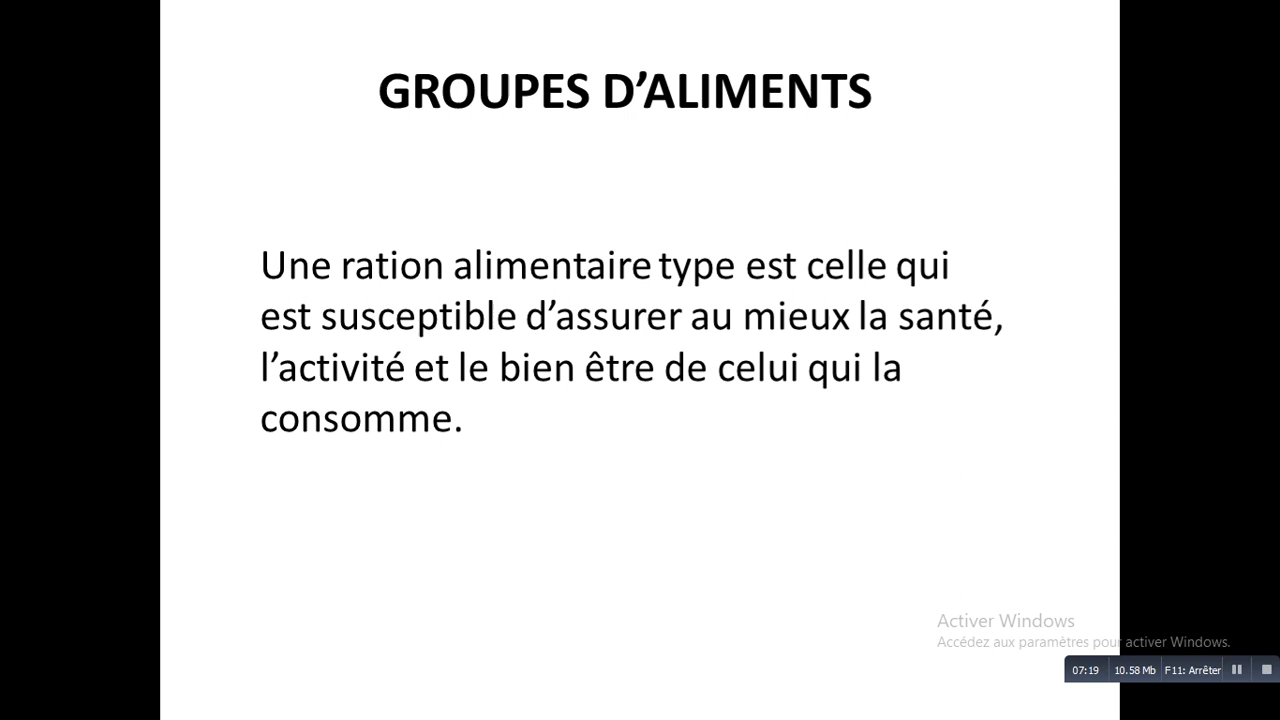 GROUPES D’ALIMENTS
Une ration alimentaire type est celle qui
est susceptible d’assurer au mieux la santé,
l’activité et le bien être de celui qui la
consomme.
Activer Windows
Accédez aux paramètres pour activer Windows.
07:19 10.58 Mb F11: Arrêter